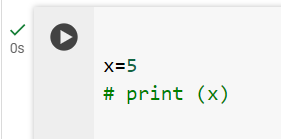 0s
x=5
# print (x)